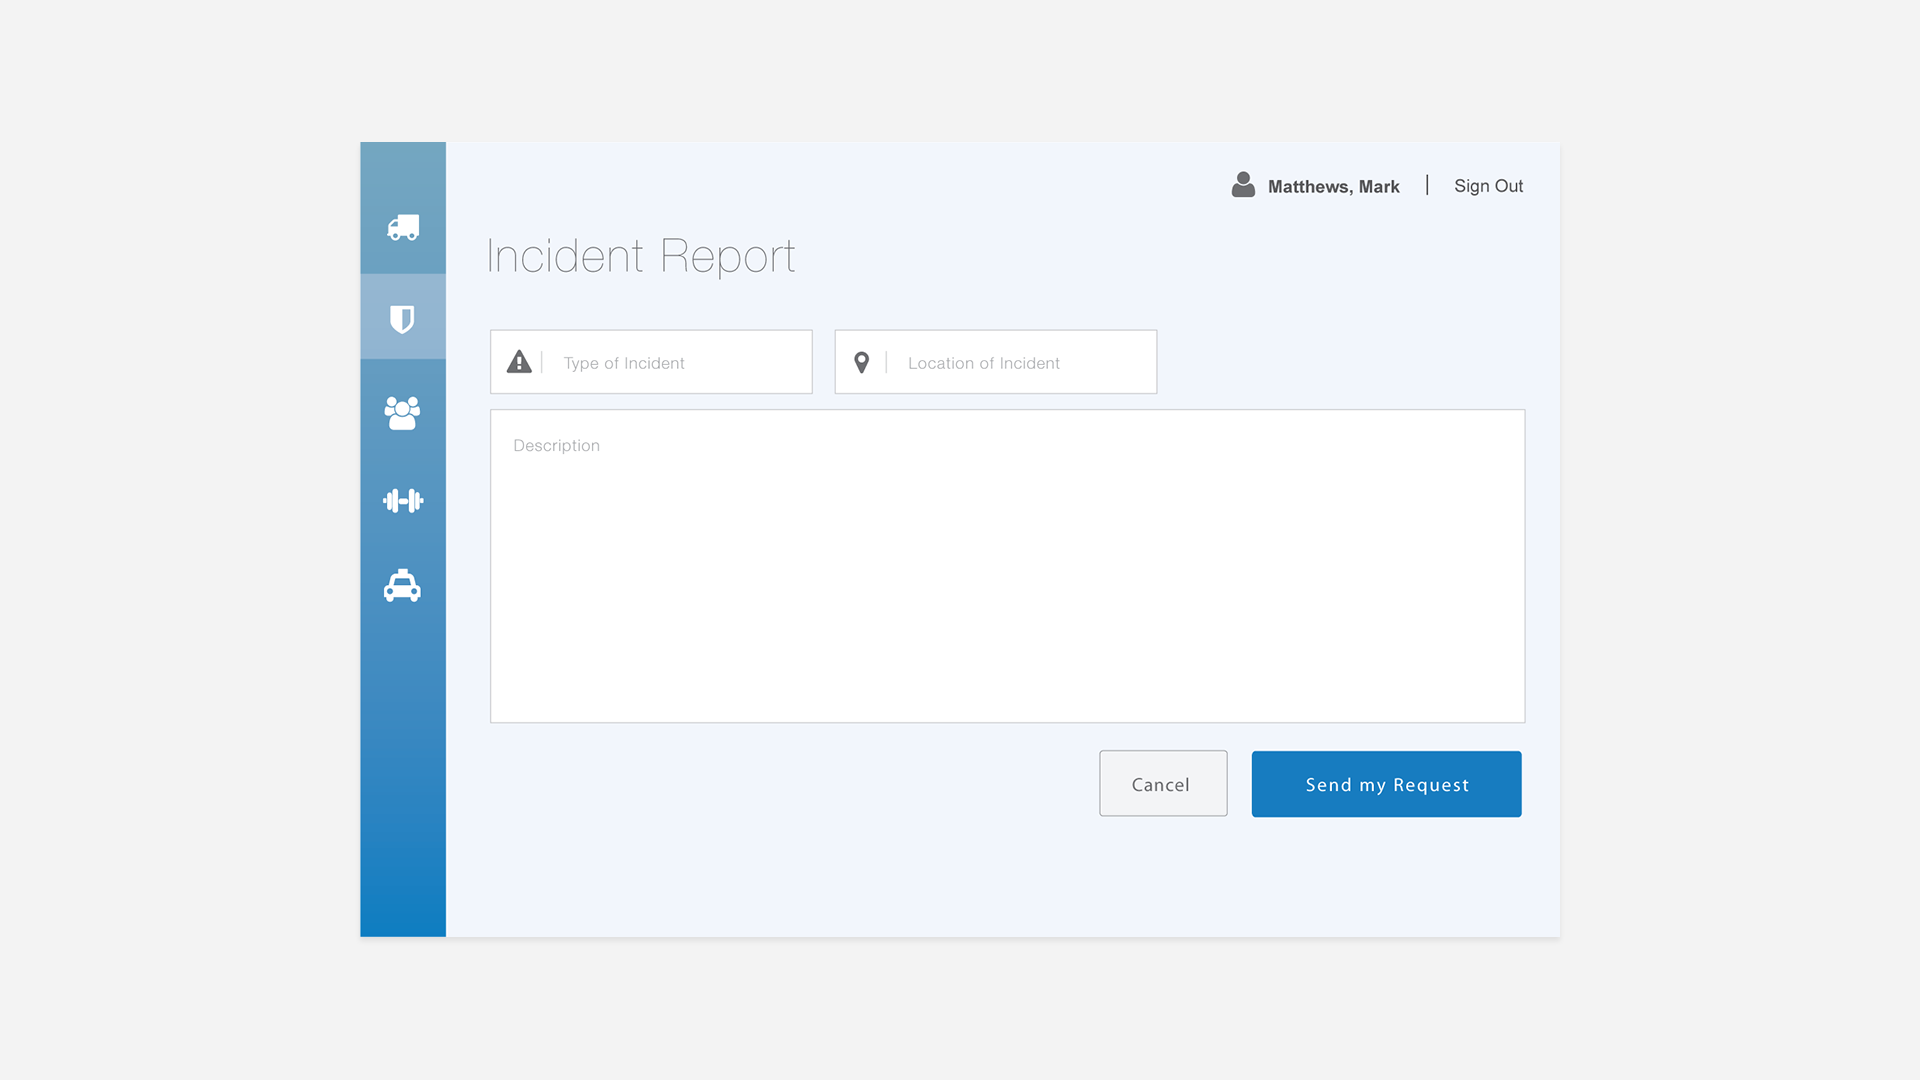 Matthews, Mark | Sign Out
Incident Report
Type of Incident
Location of Incident
Description
Cancel
Send my Request